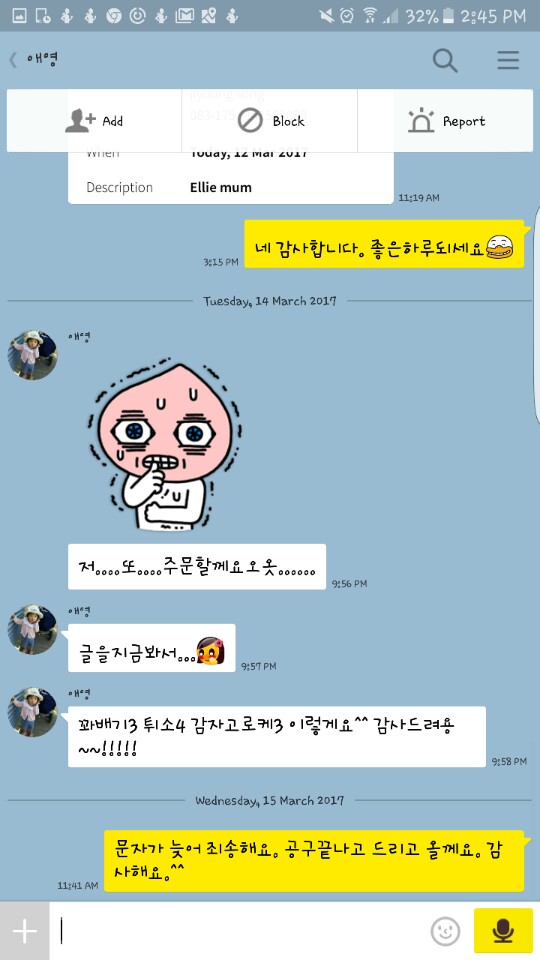 32% 2:45 PM
애영
Add
Block
Report
When Today, 12 Mar 2017
Description Ellie mum
11:19 AM
네 감사합니다. 좋은하루되세요
3:15 PM
Tuesday, 14 March 2017
애영
저....또....주문할께요오옷......
9:56 PM
애영
글을지금봐서...
9:57 PM
애영
꽈배기3 튀소4 감자고로케3 이렇게요^^ 감사드려용
~~!!!!!
9:58 PM
Wednesday, 15 March 2017
문자가 늦어 죄송해요. 공구끝나고 드리고 올께요. 감
사해요.^^
11:41 AM